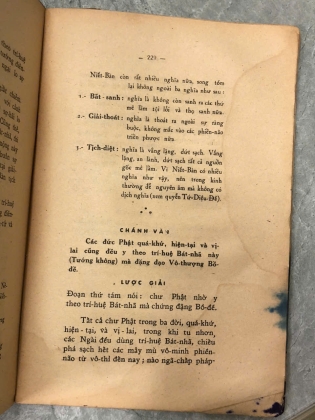 — 223 —
Niết-Bàn còn rất nhiều nghĩa nữa, song tóm
lại không ngoài ba nghĩa như sau:
1.- Bất-sanh: nghĩa là không còn sanh ra các thứ
mê lầm tội lỗi và thọ sanh nữa.
2.- Giải-thoát: nghĩa là thoát ra ngoài sự ràng
buộc, không mắc vào các phiền-não
triền phược nữa.
3.- Tịch-diệt: nghĩa là vắng lặng, dứt sạch. Vắng
lặng, an lành, dứt sạch tất cả nguồn
gốc mê lầm. Vì Niết-Bàn có nhiều
nghĩa như vậy, nên trong kinh
thường để nguyên âm mà không có
dịch nghĩa (xem quyển Tứ-Diệu-Đế).
CHÁNH VĂN
Các đức Phật quá-khứ, hiện-tại và vị-
lai cũng đều y theo trí-huệ Bát-nhã này
(Tướng không) mà đặng đạo Vô-thượng Bồ-
đề.
LƯỢC GIẢI
Đoạn thứ tám nói: chư Phật nhờ y
theo trí-huệ Bát-nhã mà chứng đặng Bồ-đề.
Tất cả chư Phật trong ba đời, quá-khứ,
hiện-tại, và vị-lai, trong khi tu nhơn,
các Ngài đều dùng trí-huệ Bát-nhã, chiếu
phá sạch hết các mây mù vô-minh phiền-
não từ vô-thỉ đến nay; nào ngã-chấp pháp-